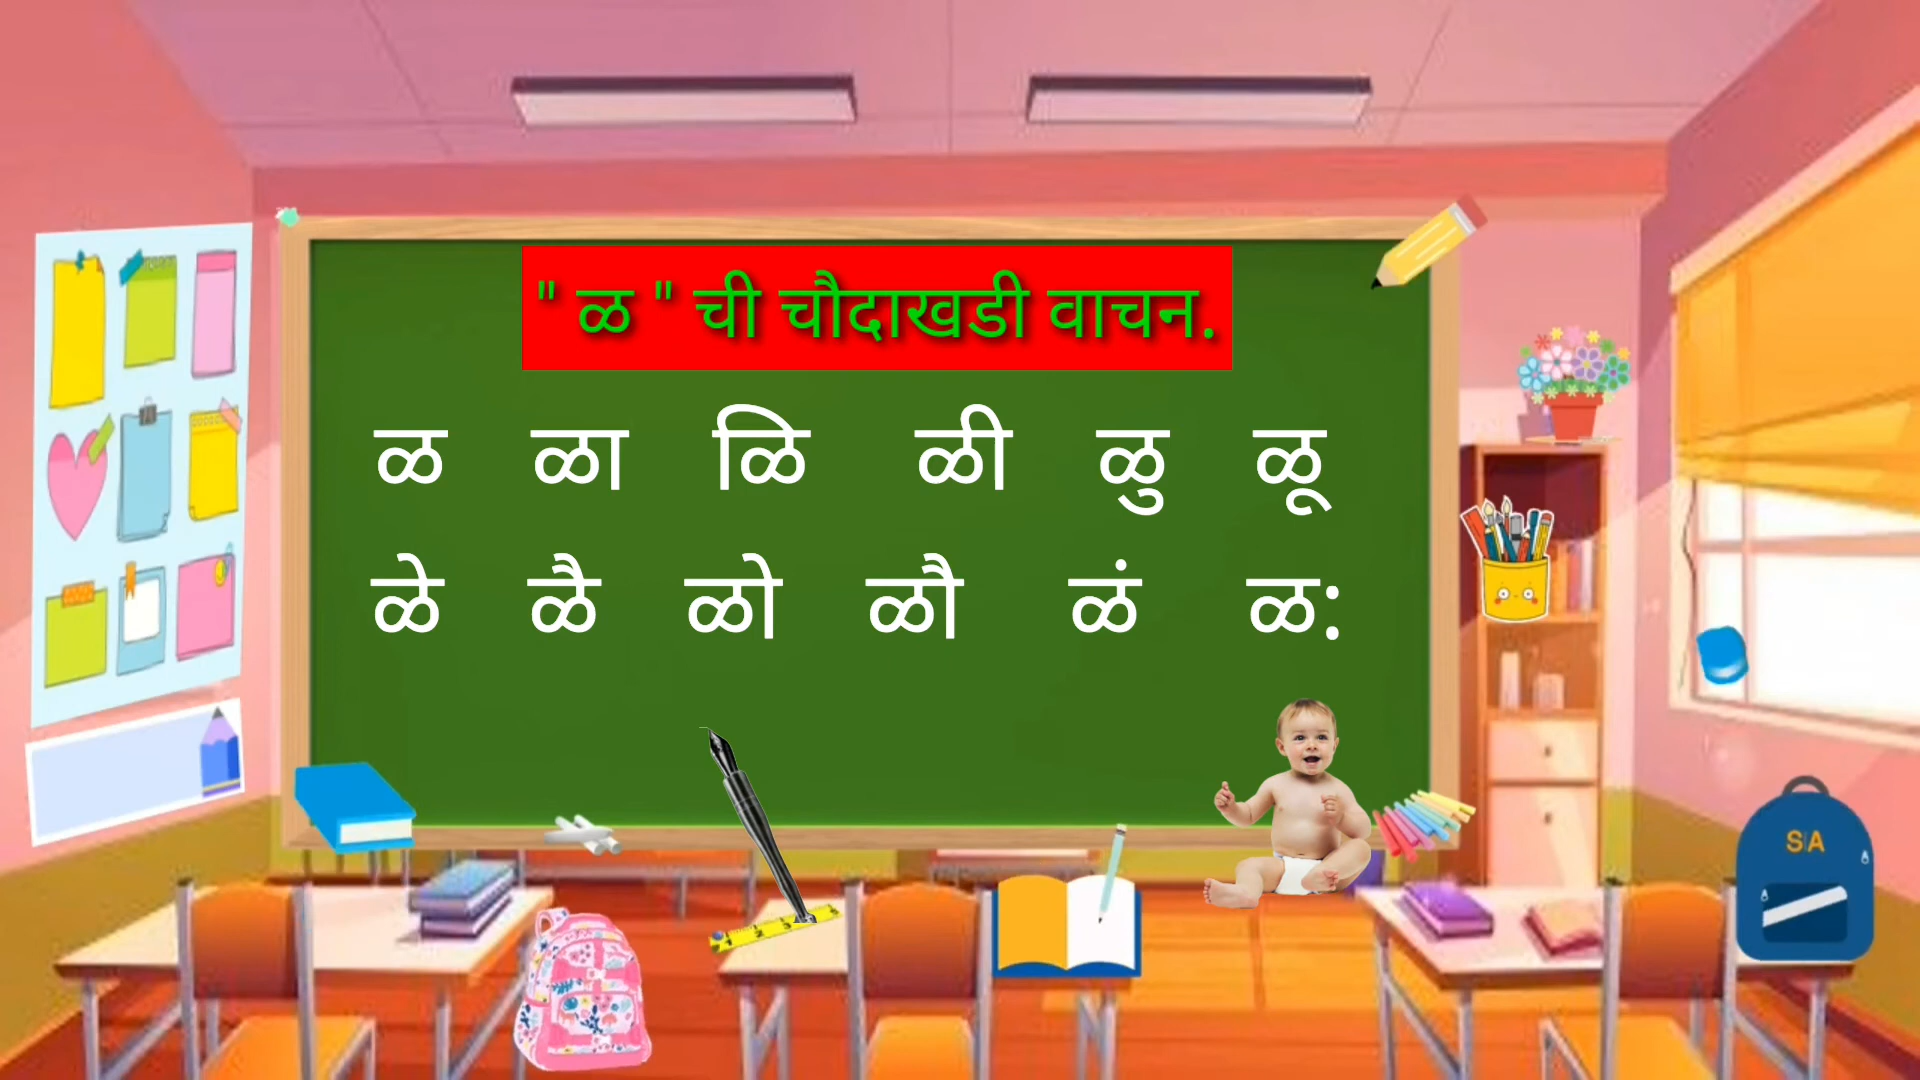 " ळ " ची चौदाखडी वाचन.
ळ ळा ळि ळी ळु ळू
ळे ळै ळो ळौ ळं ळ:
SA